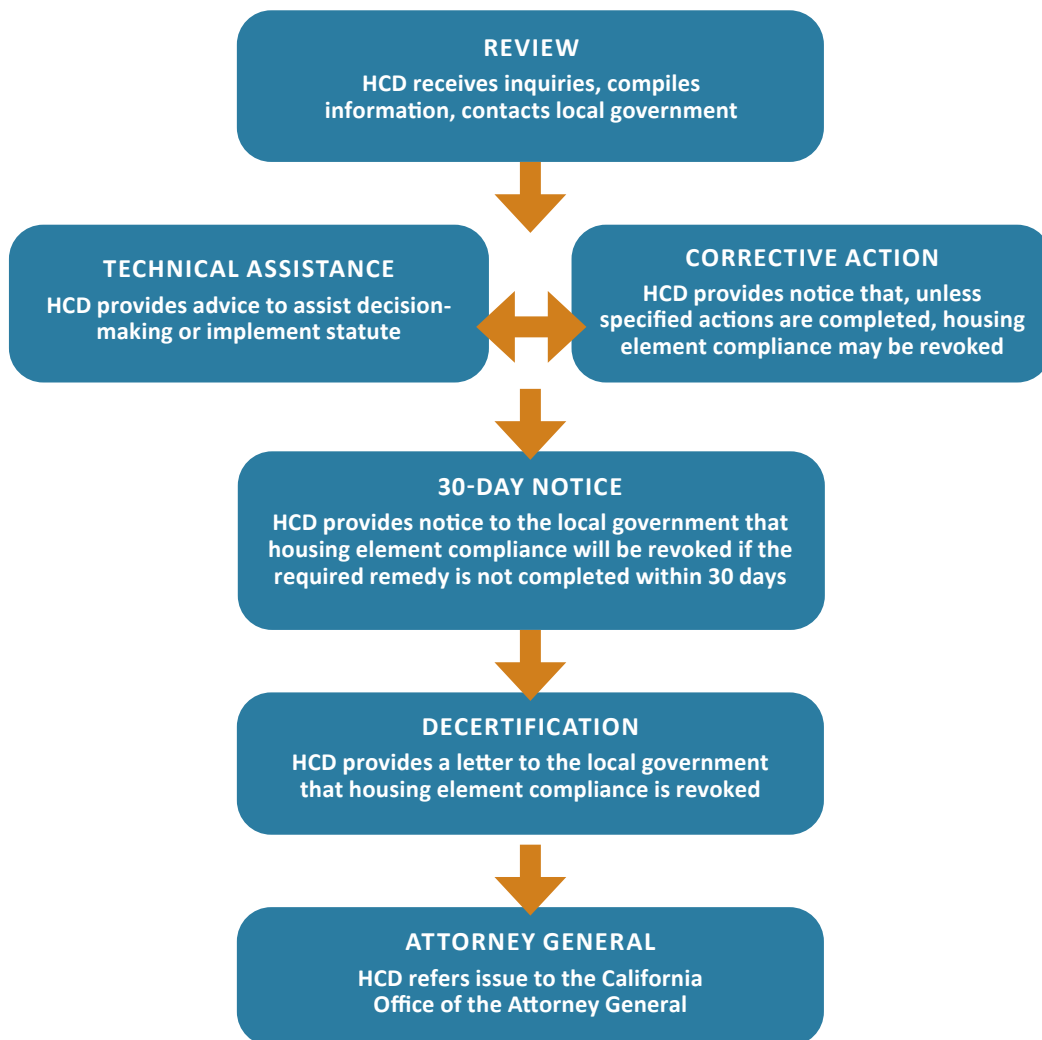 REVIEW
HCD receives inquiries, compiles
information, contacts local government
TECHNICAL ASSISTANCE
HCD provides advice to assist decision-
making or implement statute
CORRECTIVE ACTION
HCD provides notice that, unless
specified actions are completed, housing
element compliance may be revoked
30-DAY NOTICE
HCD provides notice to the local government that
housing element compliance will be revoked if the
required remedy is not completed within 30 days
DECERTIFICATION
HCD provides a letter to the local government
that housing element compliance is revoked
ATTORNEY GENERAL
HCD refers issue to the California
Office of the Attorney General